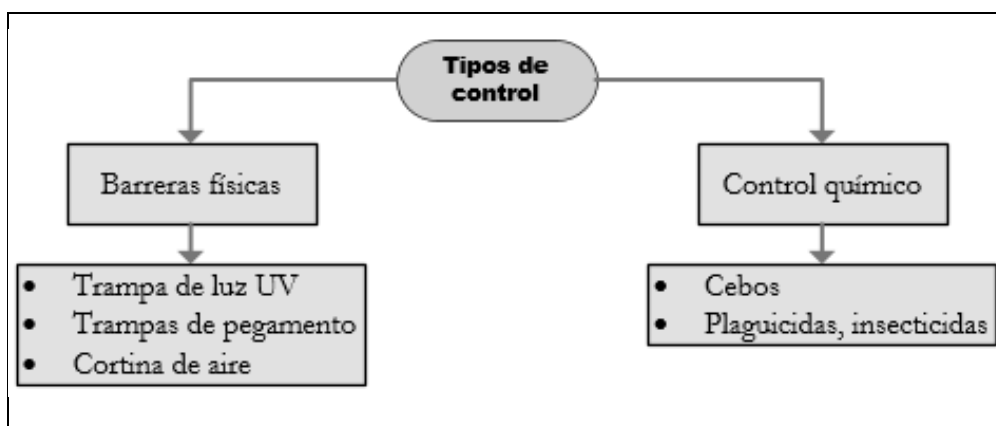 Tipos de
control
Barreras físicas
Control químico
• Trampa de luz UV
• Trampas de pegamento
• Cortina de aire
• Cebos
• Plaguicidas, insecticidas